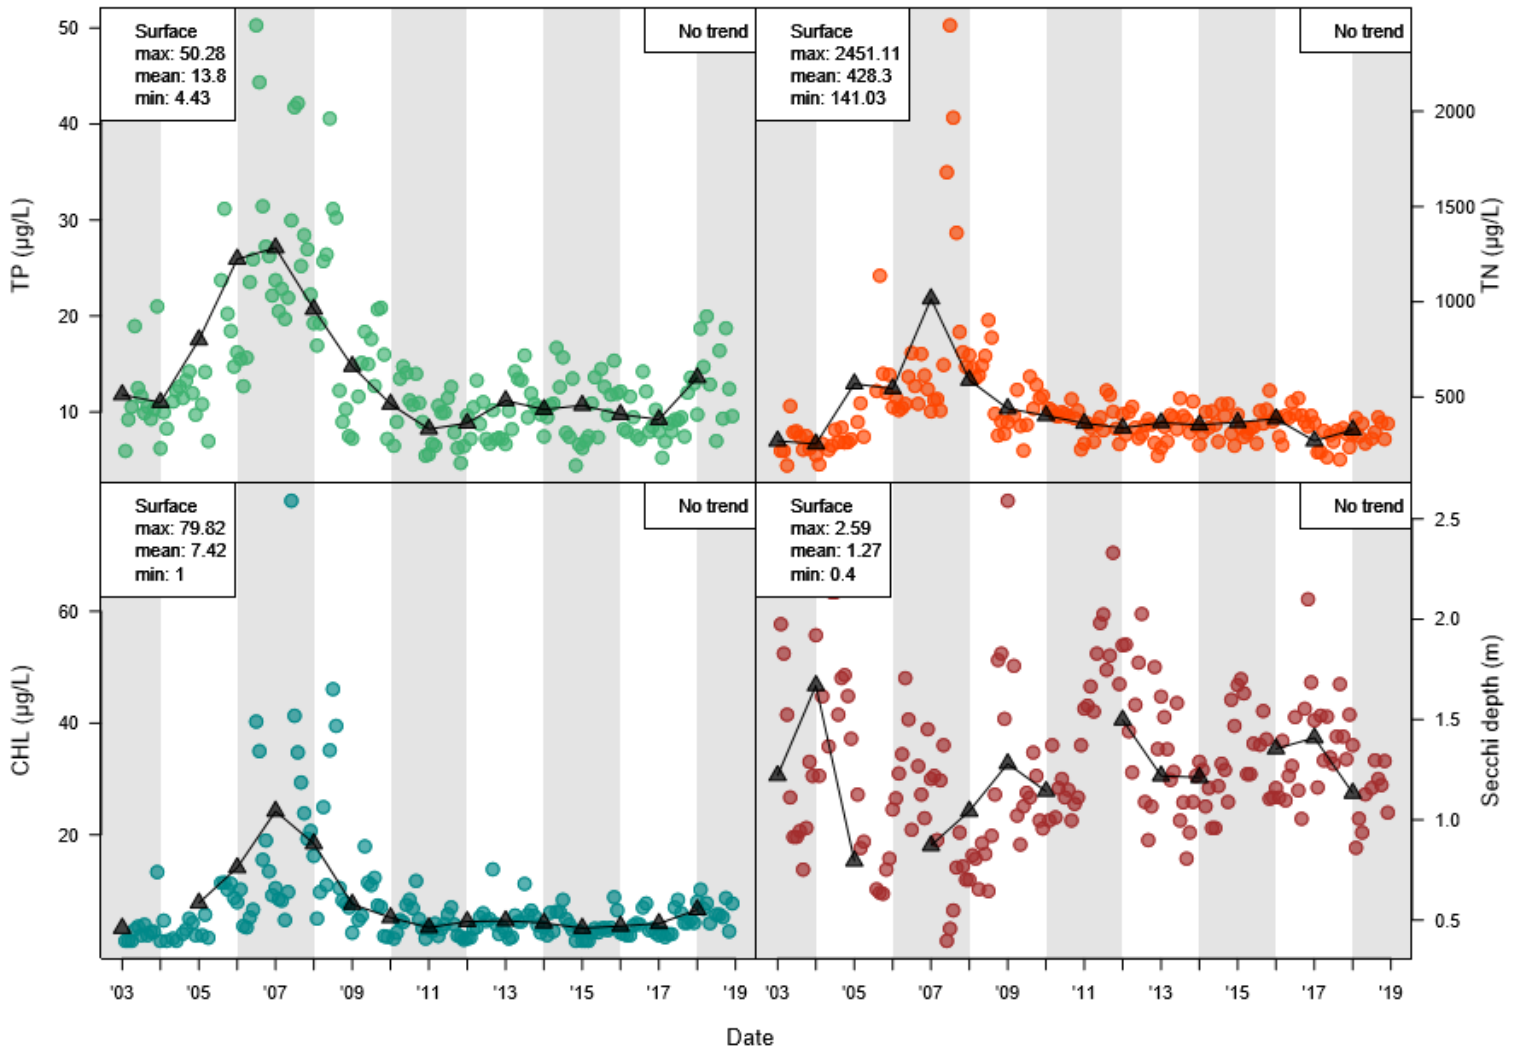 Surface
max: 50.28
mean: 13.8
min: 4.43
No trend
Surface
max: 2451.11
mean: 428.3
min: 141.03
No trend
50
40
30
20
10
TP (µg/L)
2000
1500
1000
500
TN (µg/L)
Surface
max: 79.82
mean: 7.42
min: 1
No trend
Surface
max: 2.59
mean: 1.27
min: 0.4
No trend
60
40
20
CHL (µg/L)
2.5
2.0
1.5
1.0
0.5
Secchi depth (m)
'03 '05 '07 '09 '11 '13 '15 '17 '19
'03 '05 '07 '09 '11 '13 '15 '17 '19
Date